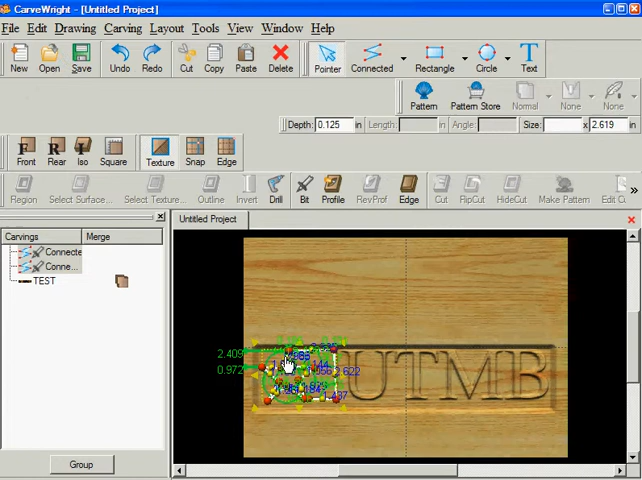 CarveWright - [Untitled Project]
File Edit Drawing Carving Layout Tools View Window Help
New Open Save Undo Redo Cut Copy Paste Delete Pointer Connected Rectangle Circle Text
Pattern Pattern Store Normal None None
Depth: 0.125 in Length: in Angle: Size: x 2.619 in
Front Rear Iso Square Texture Snap Edge
Region Select Surface... Select Texture... Outline Invert Drill Bit Profile RevProf Edge Cut FlipCut HideCut Make Pattern Edit C
Carvings Merge
Untitled Project
Connecte
Conne...
TEST
2.409
0.972
2.622
UTMB
Group